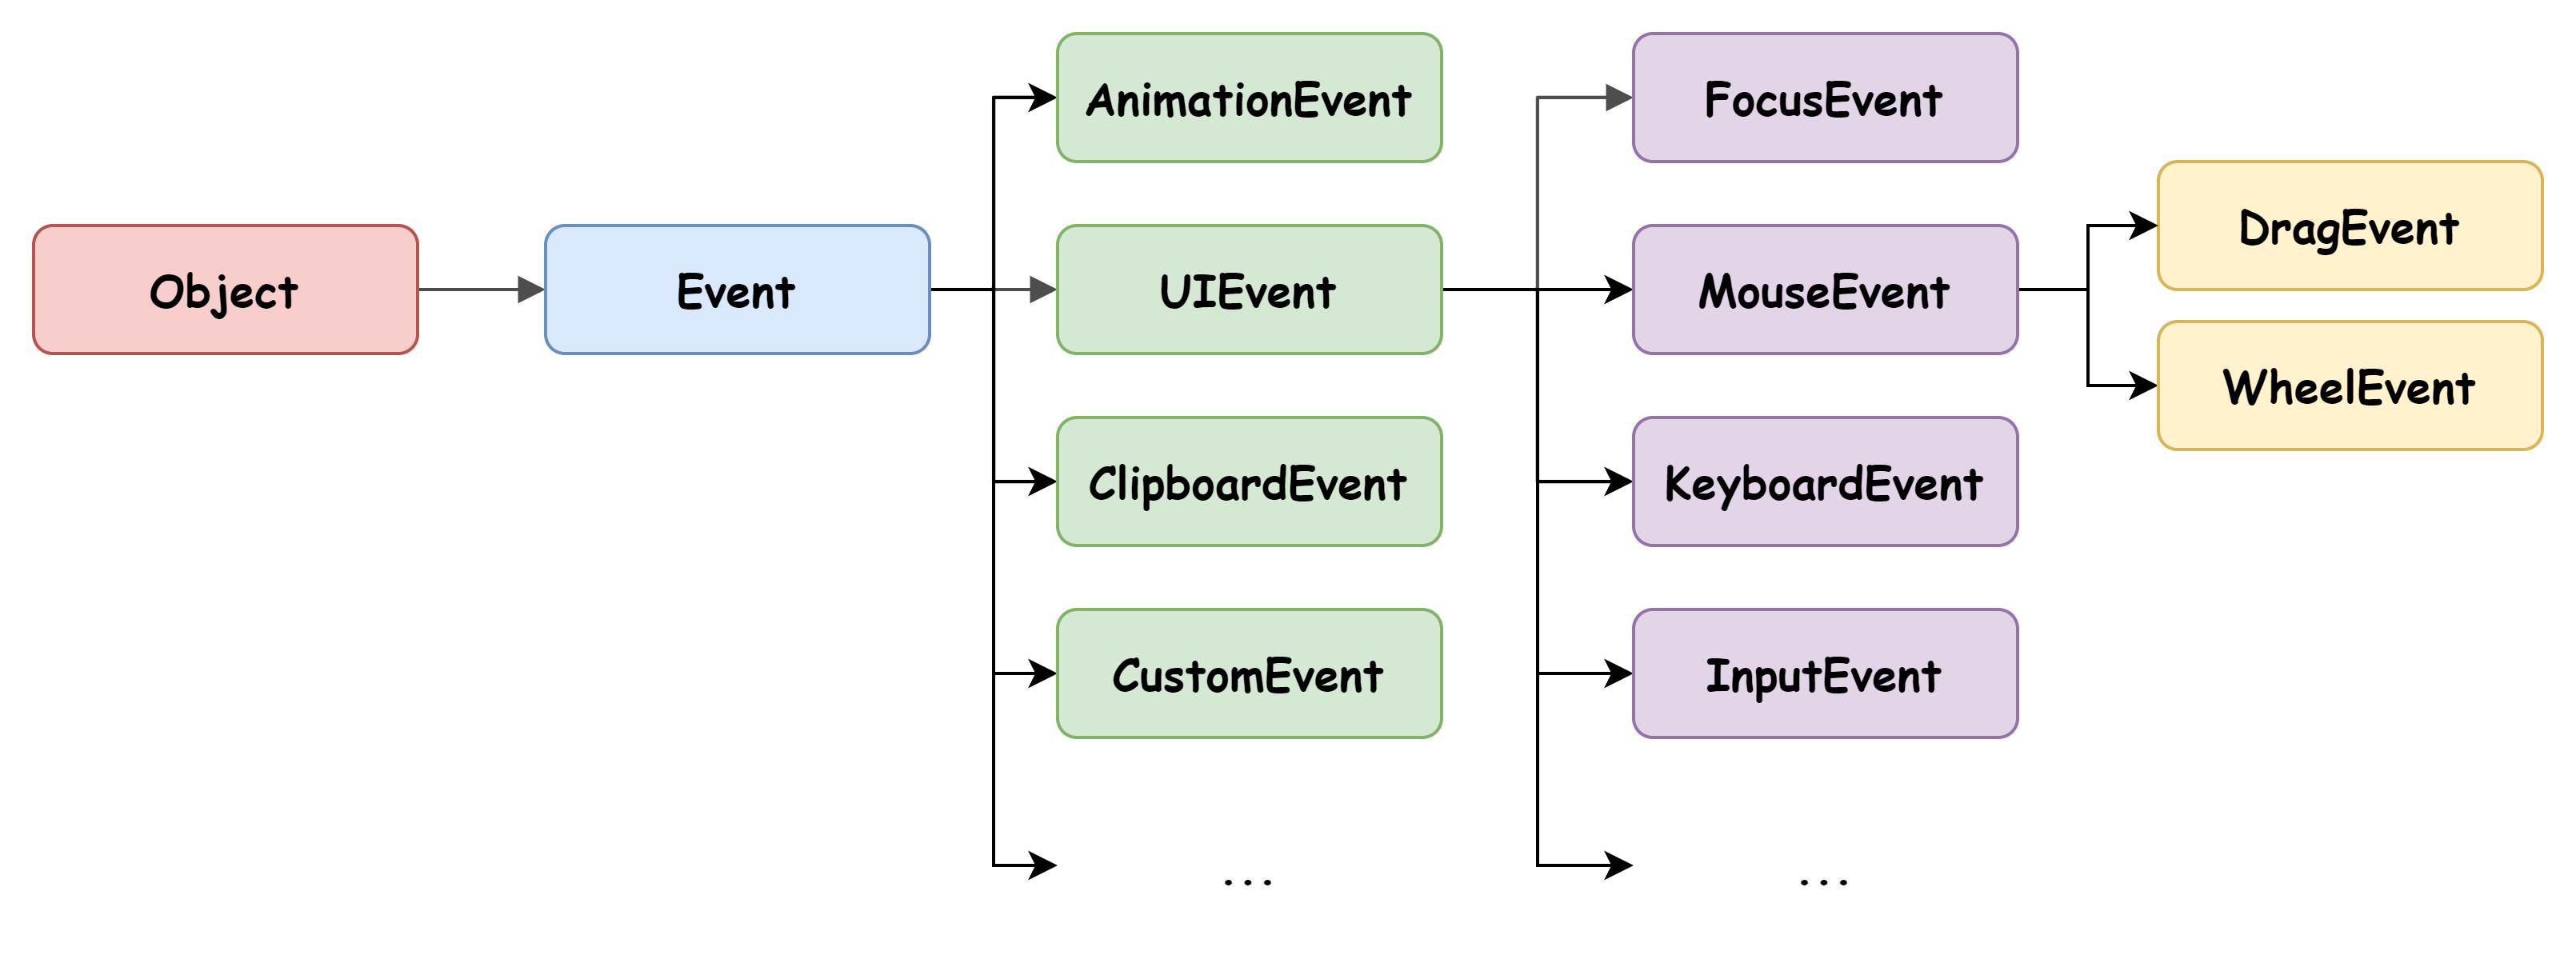 Object
Event
AnimationEvent
UIEvent
ClipboardEvent
CustomEvent
...
FocusEvent
MouseEvent
KeyboardEvent
InputEvent
...
DragEvent
WheelEvent